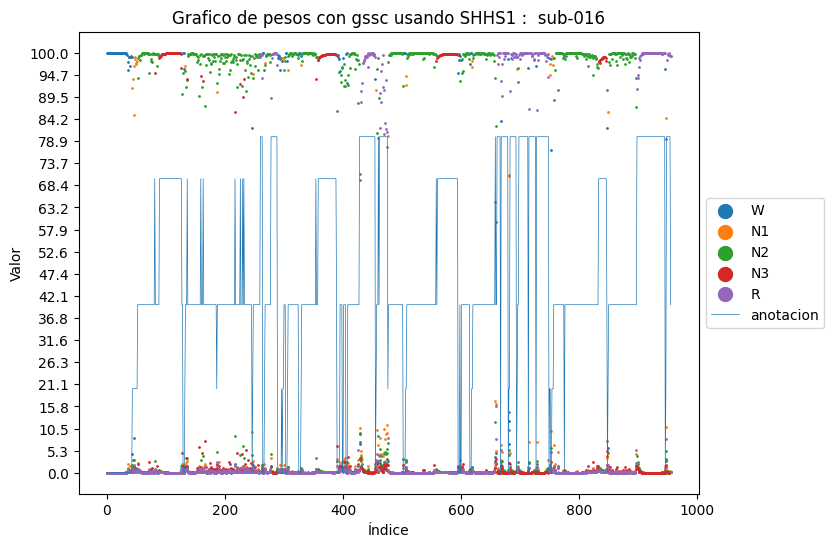 Grafico de pesos con gssc usando SHHS1 :  sub-016
100.0
94.7
89.5
84.2
78.9
73.7
68.4
63.2
57.9
52.6
47.4
42.1
36.8
31.6
26.3
21.1
15.8
10.5
5.3
0.0
Valor
0 200 400 600 800 1000
Índice
W
N1
N2
N3
R
anotacion